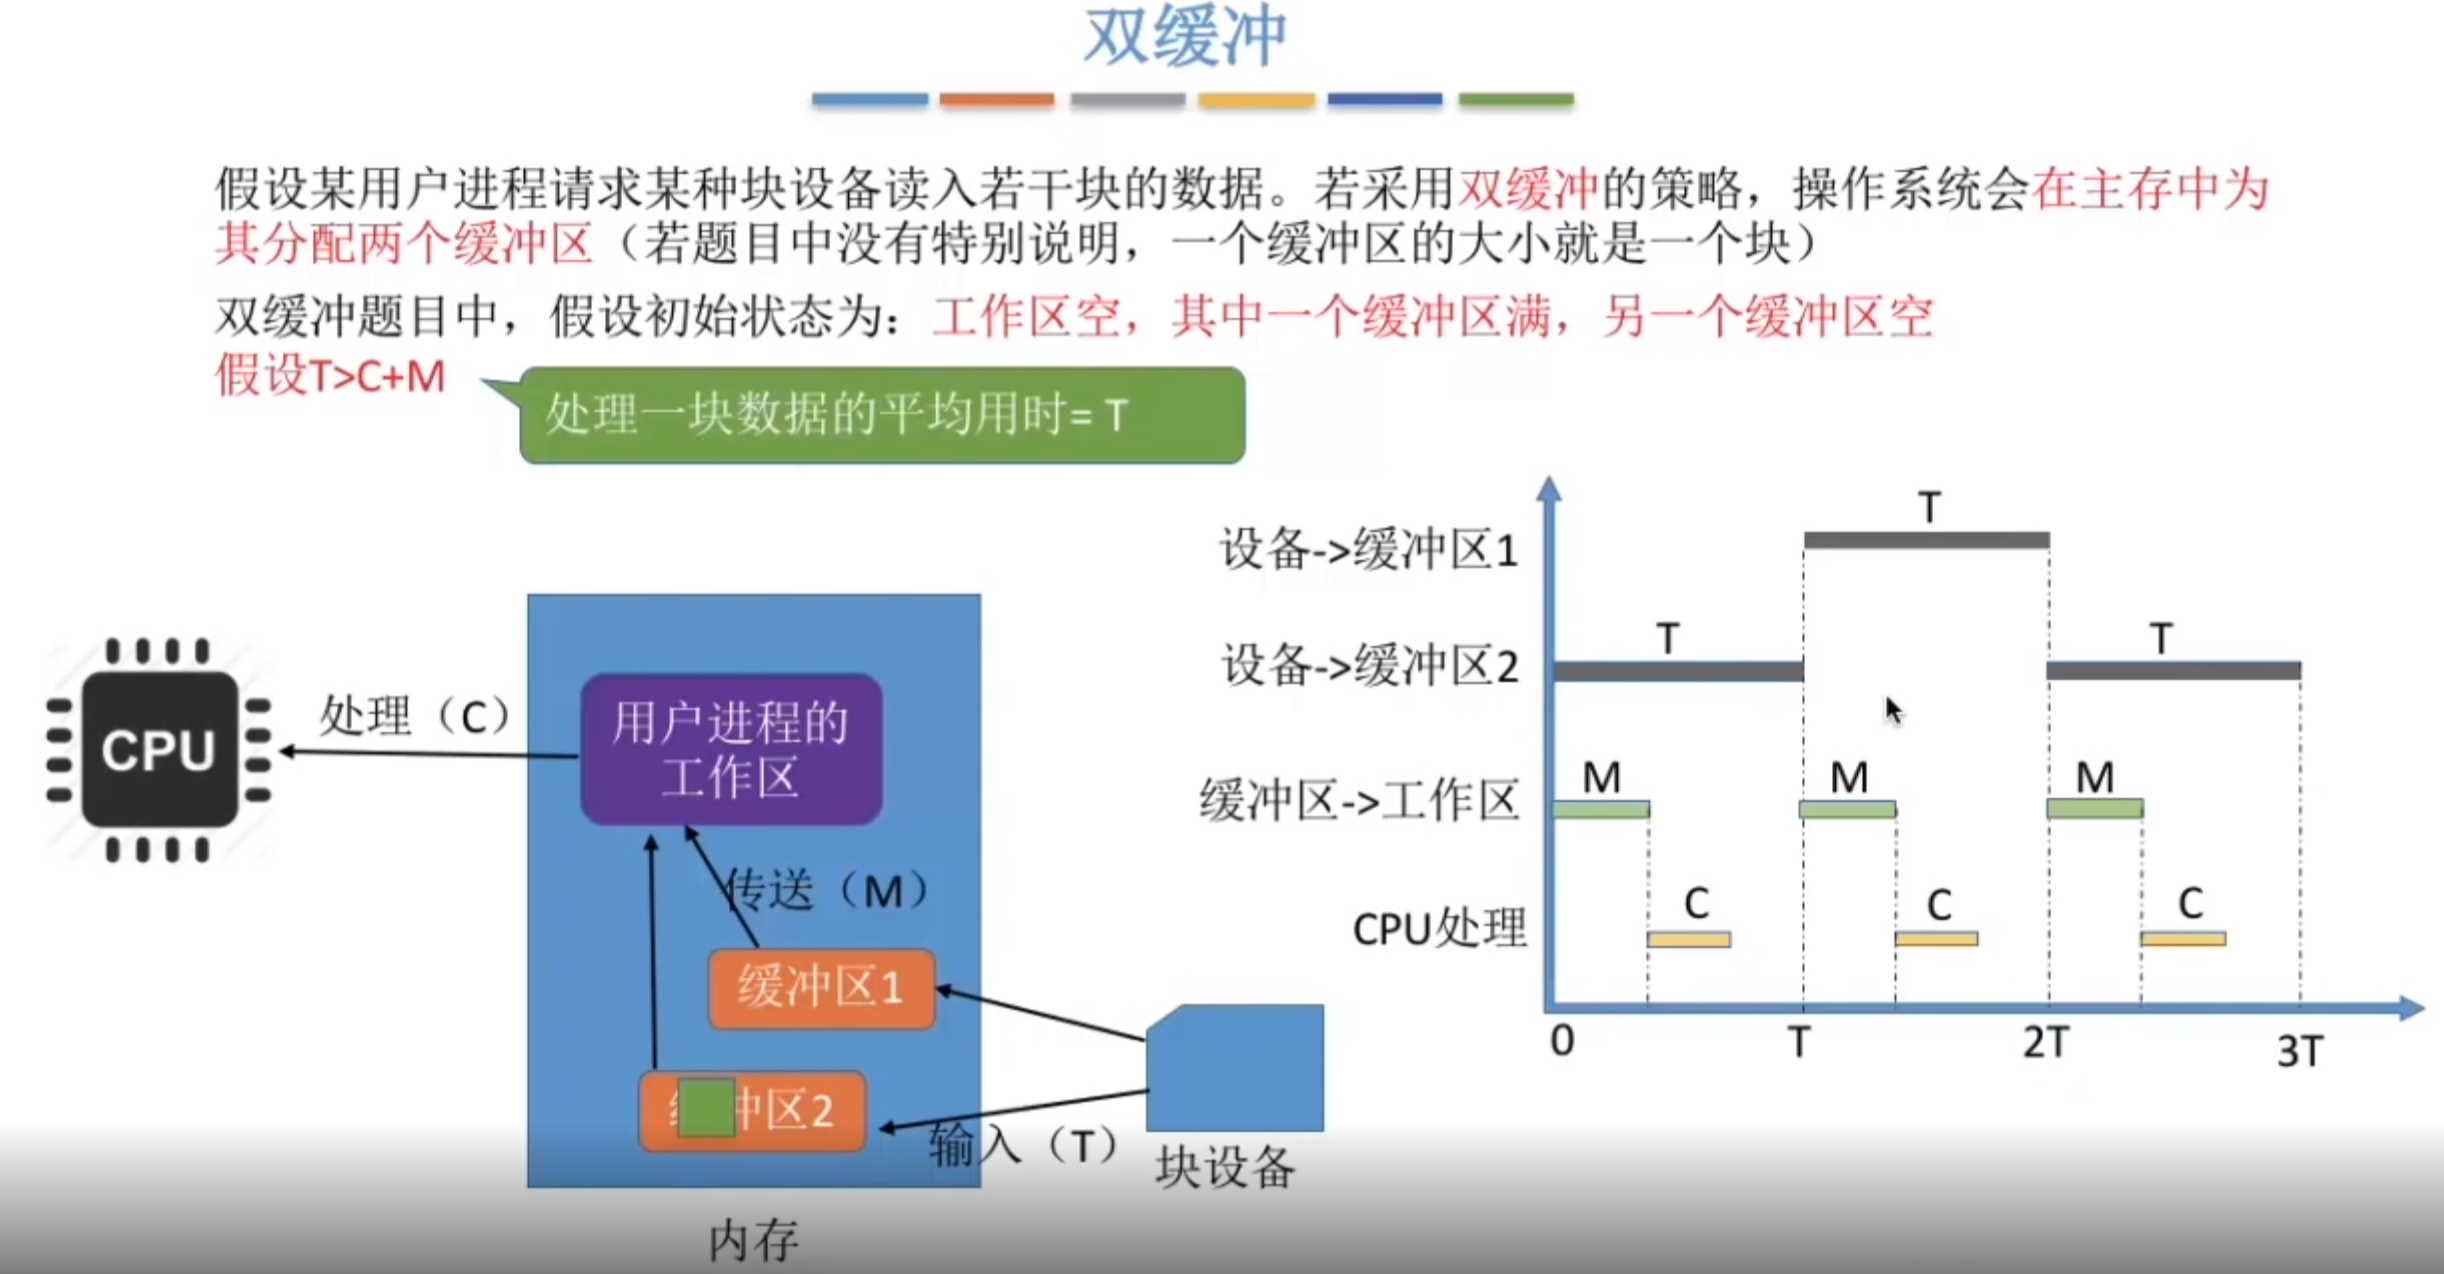 双缓冲
假设某用户进程请求某种块设备读入若干块的数据。若采用双缓冲的策略，操作系统会在主存中为
其分配两个缓冲区（若题目中没有特别说明，一个缓冲区的大小就是一个块）
双缓冲题目中，假设初始状态为：工作区空，其中一个缓冲区满，另一个缓冲区空
假设T>C+M
处理一块数据的平均用时= T
T
设备->缓冲区1
T
T
设备->缓冲区2
M
M
M
缓冲区->工作区
C
C
C
CPU处理
0
T
2T
3T
CPU
处理（C）
用户进程的
工作区
传送（M）
缓冲区1
冲区2
输入（T）
块设备
内存